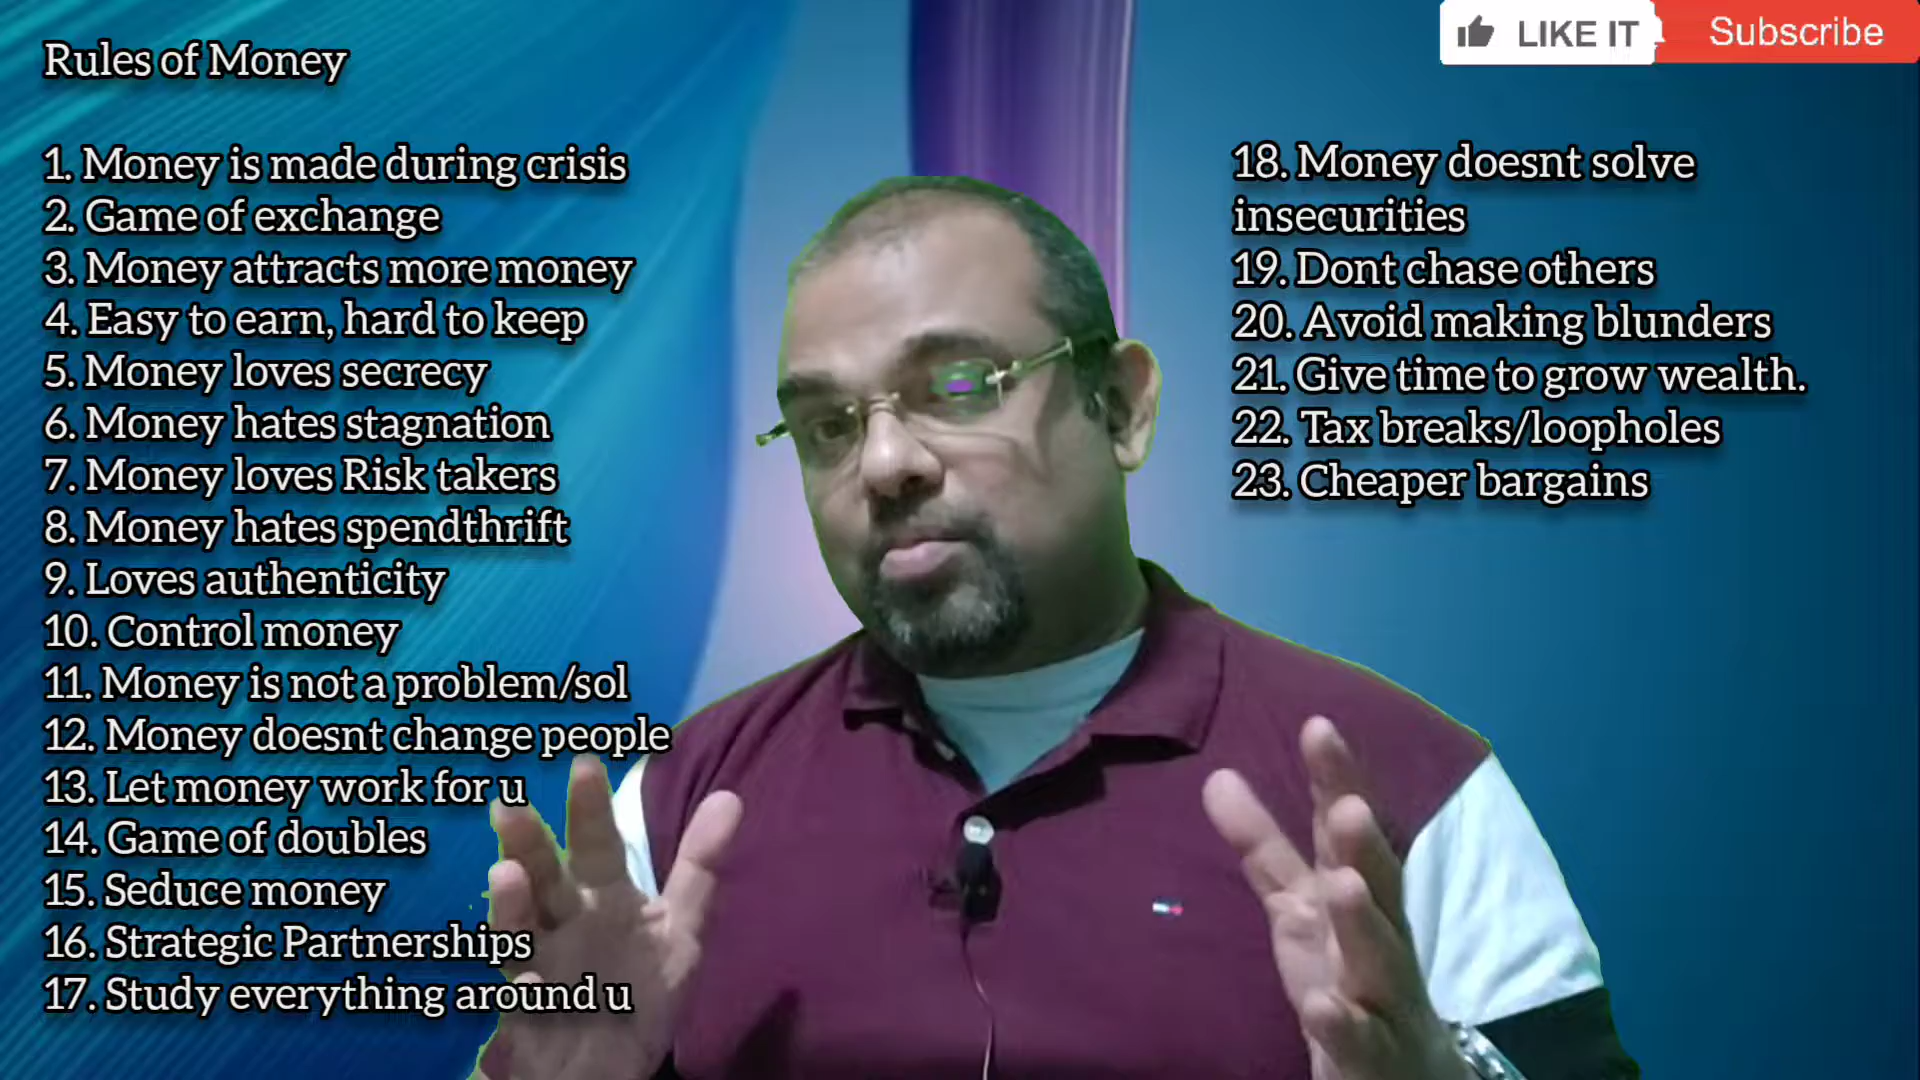 Rules of Money
1. Money is made during crisis
2. Game of exchange
3. Money attracts more money
4. Easy to earn, hard to keep
5. Money loves secrecy
6. Money hates stagnation
7. Money loves Risk takers
8. Money hates spendthrift
9. Loves authenticity
10. Control money
11. Money is not a problem/sol
12. Money doesnt change people
13. Let money work for u
14. Game of doubles
15. Seduce money
16. Strategic Partnerships
17. Study everything around u
LIKE IT
Subscribe
18. Money doesnt solve
insecurities
19. Dont chase others
20. Avoid making blunders
21. Give time to grow wealth.
22. Tax breaks/loopholes
23. Cheaper bargains